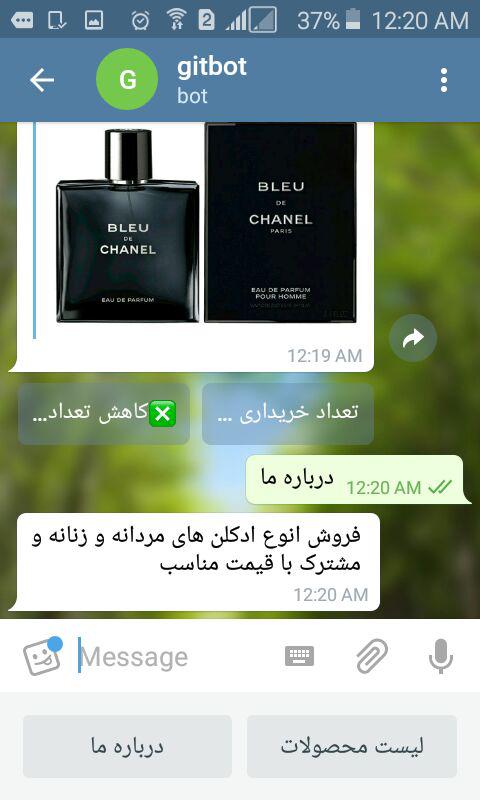 37% 12:20 AM
G
gitbot
bot
BLEU
DE
CHANEL
EAU DE PARFUM
BLEU
DE
CHANEL
PARIS
EAU DE PARFUM
POUR HOMME
12:19 AM
تعداد خریداری ...
❎کاهش تعداد...
درباره ما
12:20 AM
فروش انوع ادکلن های مردانه و زنانه و
مشترک با قیمت مناسب
12:20 AM
Message
لیست محصولات
درباره ما